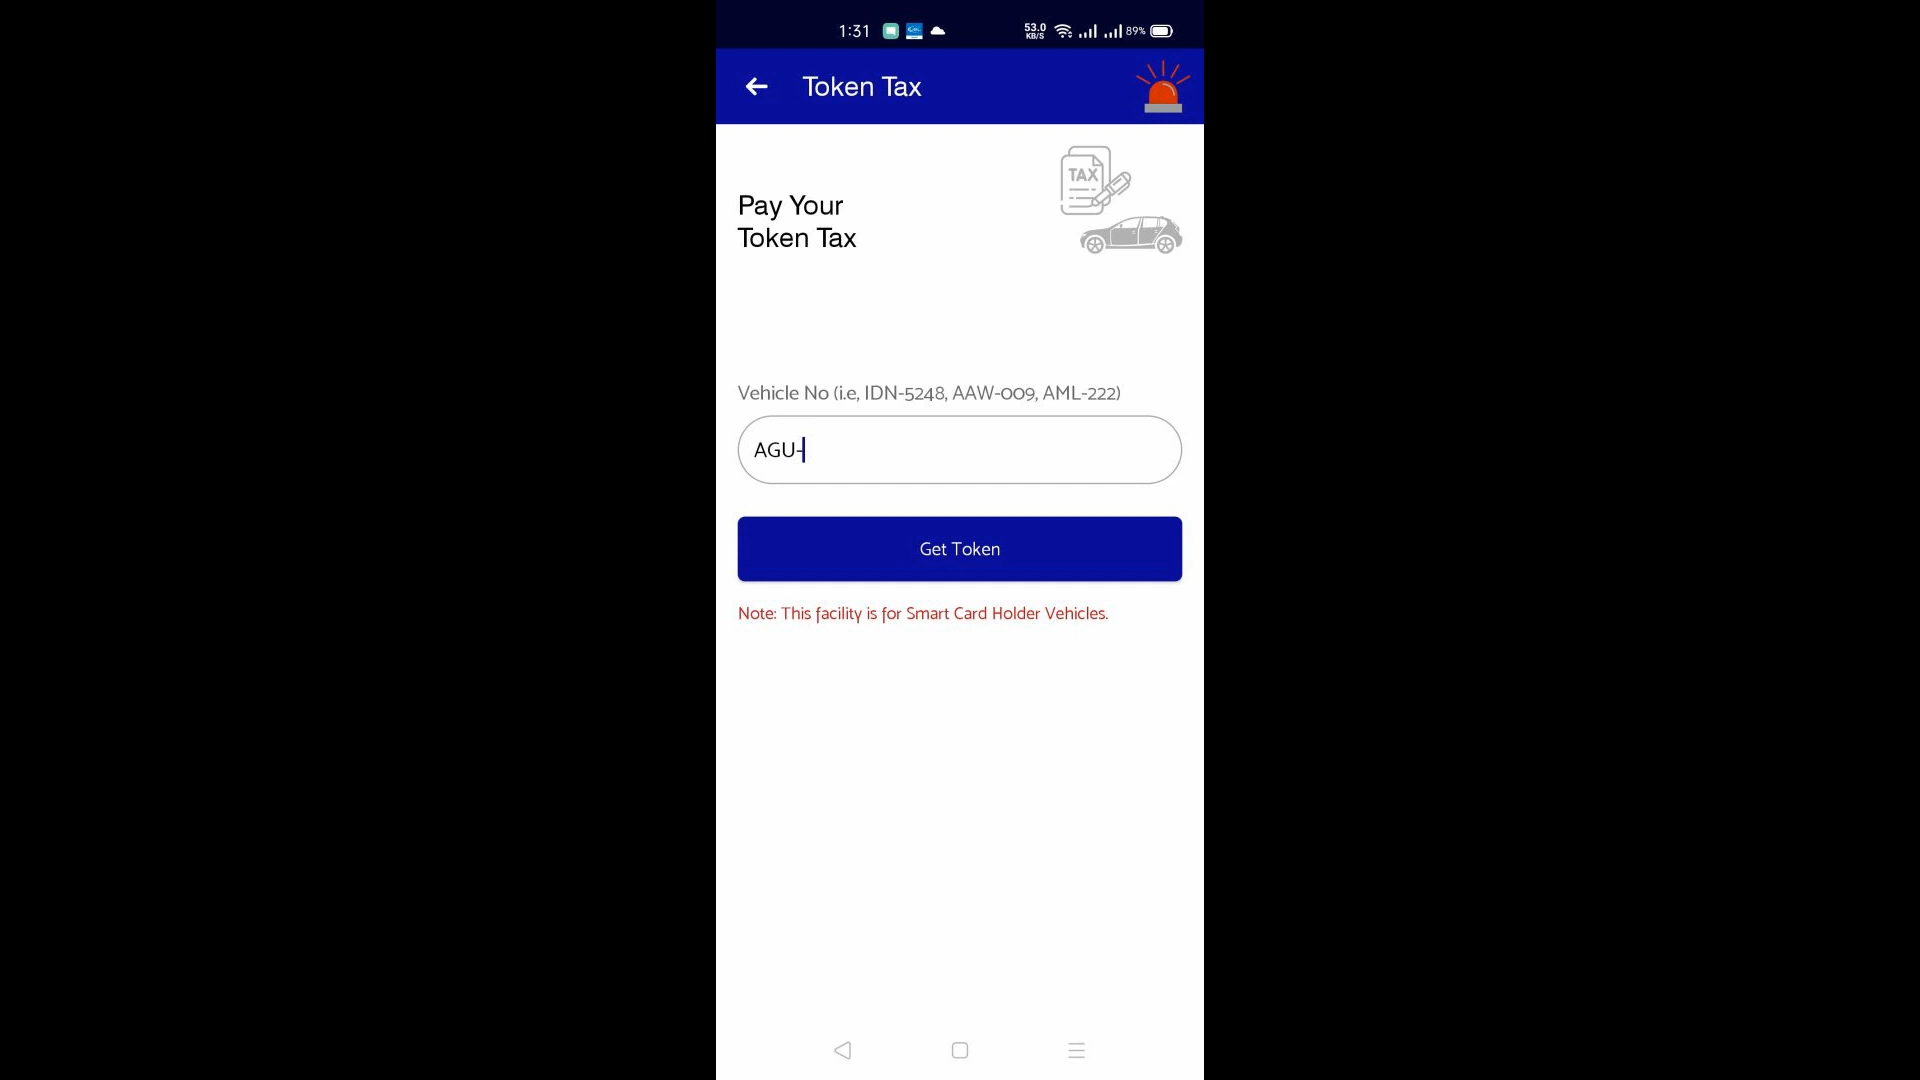 1:31 53.0 KB/S 89%
Token Tax
TAX
Pay Your
Token Tax
Vehicle No (i.e, IDN-5248, AAW-009, AML-222)
AGU-
Get Token
Note: This facility is for Smart Card Holder Vehicles.